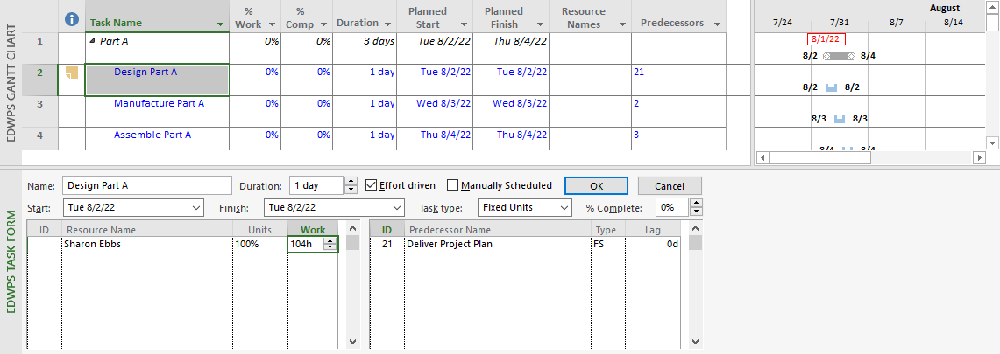 EDWPS GANTT CHART
Task Name % Work % Comp Duration Planned Start Planned Finish Resource Names Predecessors
1 Part A 0% 0% 3 days Tue 8/2/22 Thu 8/4/22
2 Design Part A 0% 0% 1 day Tue 8/2/22 Tue 8/2/22 21
3 Manufacture Part A 0% 0% 1 day Wed 8/3/22 Wed 8/3/22 2
4 Assemble Part A 0% 0% 1 day Thu 8/4/22 Thu 8/4/22 3
August
7/24 7/31 8/7 8/14
8/1/22
8/2 8/4
8/2 8/2
8/3 8/3
8/4 8/4
EDWPS TASK FORM
Name: Design Part A Duration: 1 day Effort driven Manually Scheduled OK Cancel
Start: Tue 8/2/22 Finish: Tue 8/2/22 Task type: Fixed Units % Complete: 0%
ID Resource Name Units Work ID Predecessor Name Type Lag
Sharon Ebbs 100% 104h 21 Deliver Project Plan FS 0d